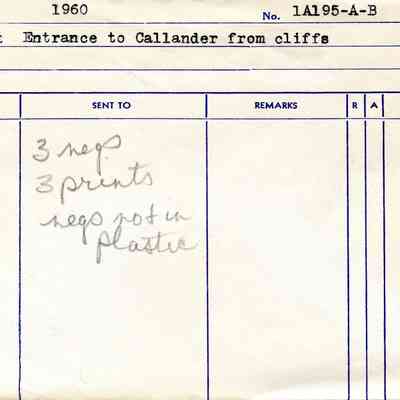 1960 No. 1A195-A-B
: Entrance to Callander from cliffs
SENT TO REMARKS R A
3 negs
3 prints
negs not in
plastic